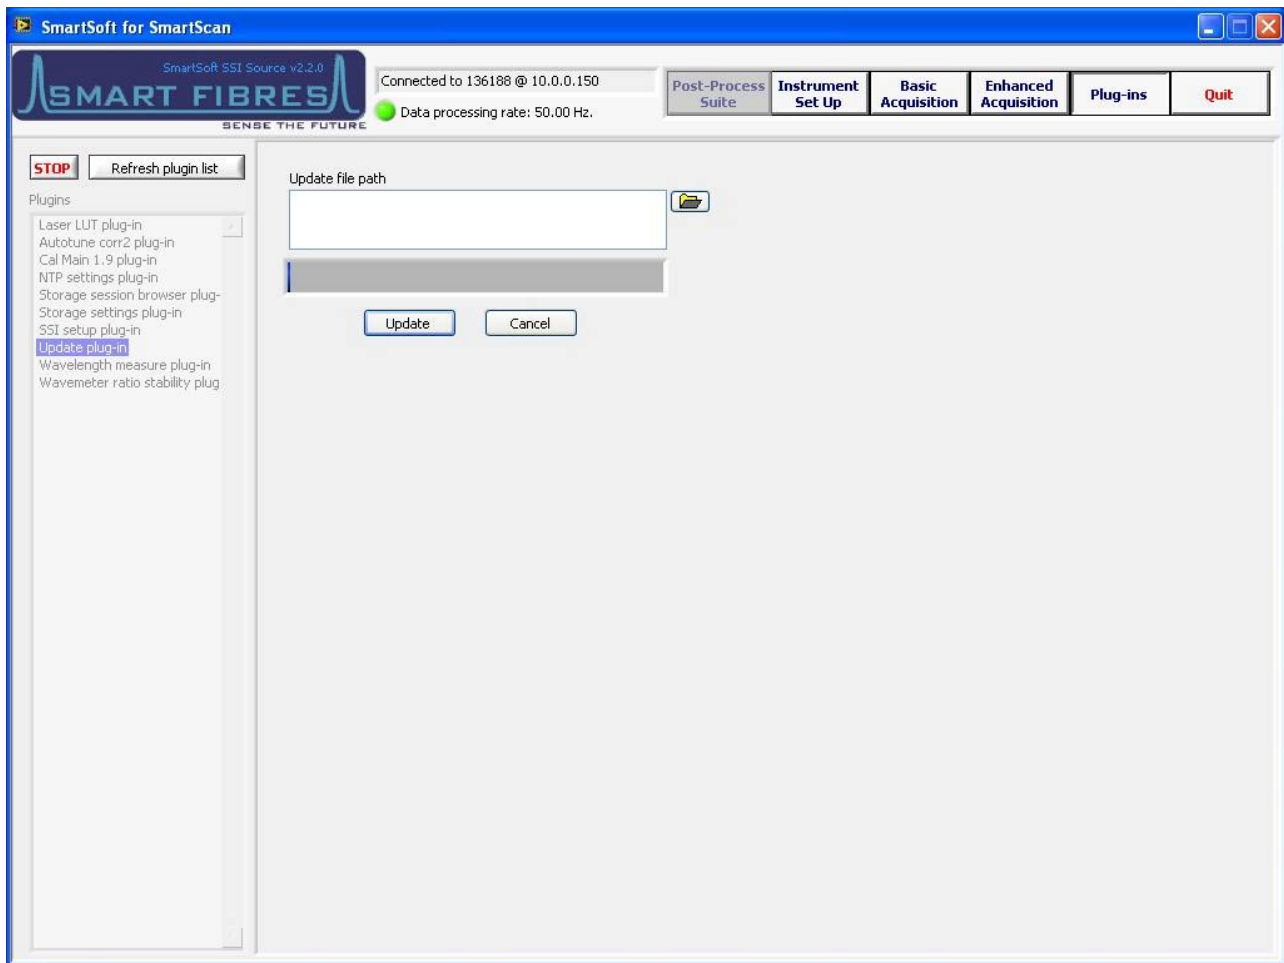 SmartSoft for SmartScan
SmartSoft SSI Source v2.2.0
SMART FIBRES
SENSE THE FUTURE
Connected to 136188 @ 10.0.0.150
Data processing rate: 50.00 Hz.
Post-Process
Suite
Instrument
Set Up
Basic
Acquisition
Enhanced
Acquisition
Plug-ins
Quit
STOP
Refresh plugin list
Plugins
Laser LUT plug-in
Autotune corr2 plug-in
Cal Main 1.9 plug-in
NTP settings plug-in
Storage session browser plug-
Storage settings plug-in
SSI setup plug-in
Update plug-in
Wavelength measure plug-in
Wavemeter ratio stability plug
Update file path
Update
Cancel